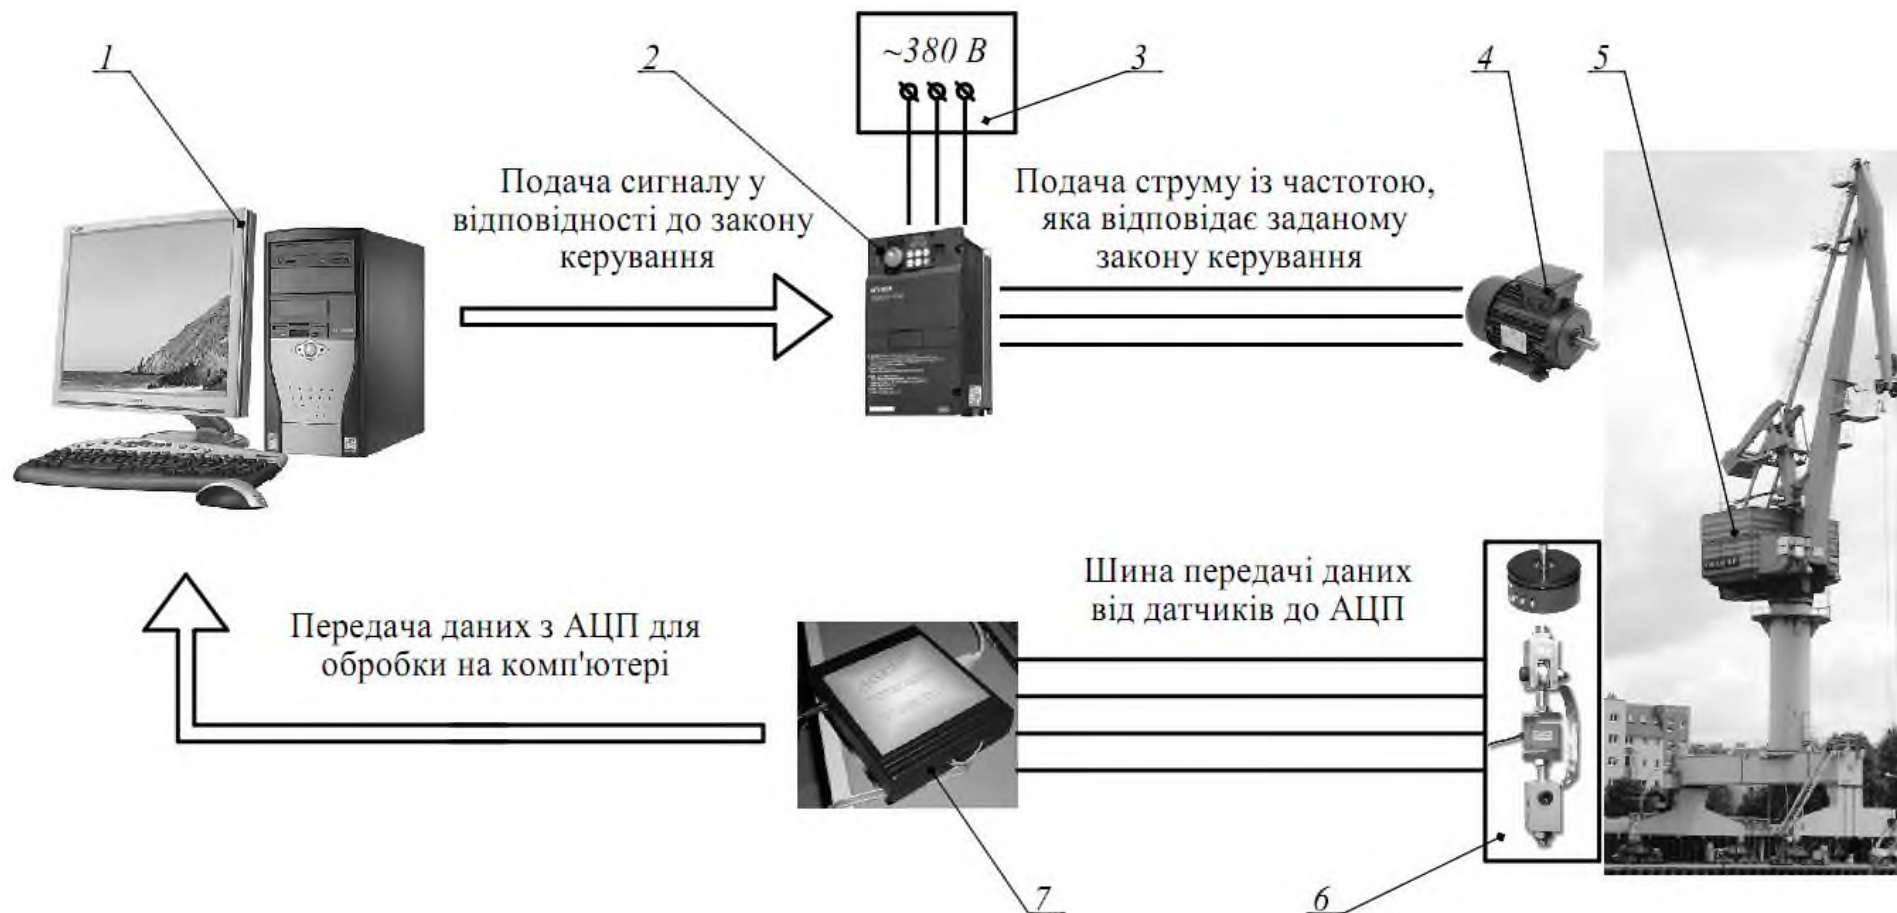 1
2
~380 В
3
4
5
Подача сигналу у
відповідності до закону
керування
Подача струму із частотою,
яка відповідає заданому
закону керування
Шина передачі даних
від датчиків до АЦП
Передача даних з АЦП для
обробки на комп'ютері
7
6